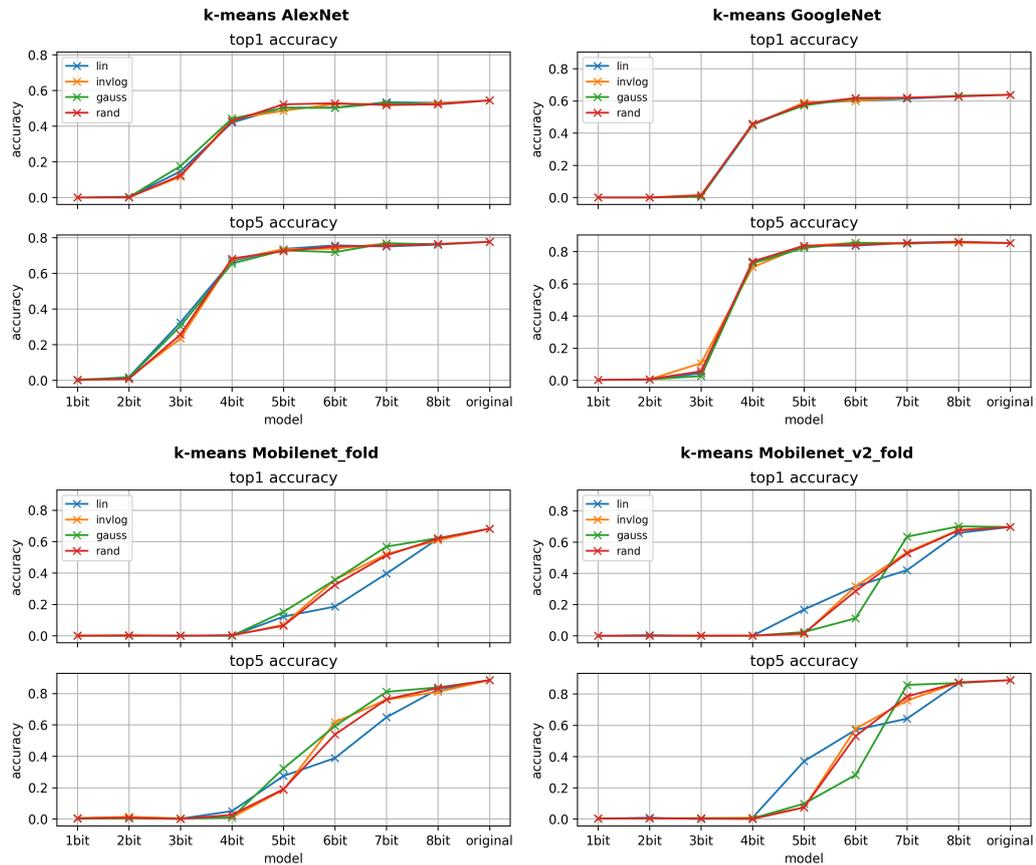 k-means AlexNet
top1 accuracy
0.8
0.6
0.4
0.2
0.0
accuracy
lin
invlog
gauss
rand
top5 accuracy
0.8
0.6
0.4
0.2
0.0
accuracy
1bit 2bit 3bit 4bit 5bit 6bit 7bit 8bit original
model
k-means GoogleNet
top1 accuracy
0.8
0.6
0.4
0.2
0.0
accuracy
lin
invlog
gauss
rand
top5 accuracy
0.8
0.6
0.4
0.2
0.0
accuracy
1bit 2bit 3bit 4bit 5bit 6bit 7bit 8bit original
model
k-means Mobilenet_fold
top1 accuracy
0.8
0.6
0.4
0.2
0.0
accuracy
lin
invlog
gauss
rand
top5 accuracy
0.8
0.6
0.4
0.2
0.0
accuracy
1bit 2bit 3bit 4bit 5bit 6bit 7bit 8bit original
model
k-means Mobilenet_v2_fold
top1 accuracy
0.8
0.6
0.4
0.2
0.0
accuracy
lin
invlog
gauss
rand
top5 accuracy
0.8
0.6
0.4
0.2
0.0
accuracy
1bit 2bit 3bit 4bit 5bit 6bit 7bit 8bit original
model